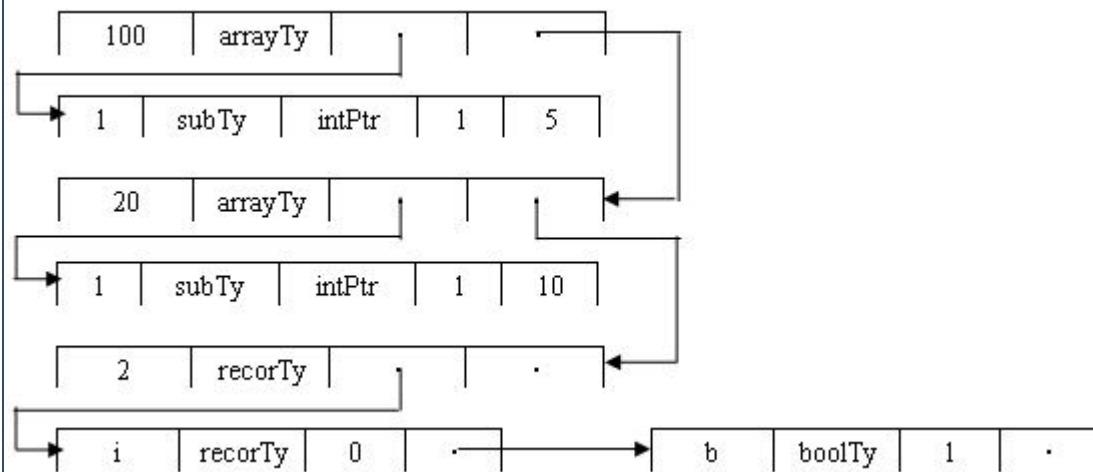 100 arrayTy
1 subTy intPtr 1 5
20 arrayTy
1 subTy intPtr 1 10
2 recorTy
i recorTy 0 b boolTy 1